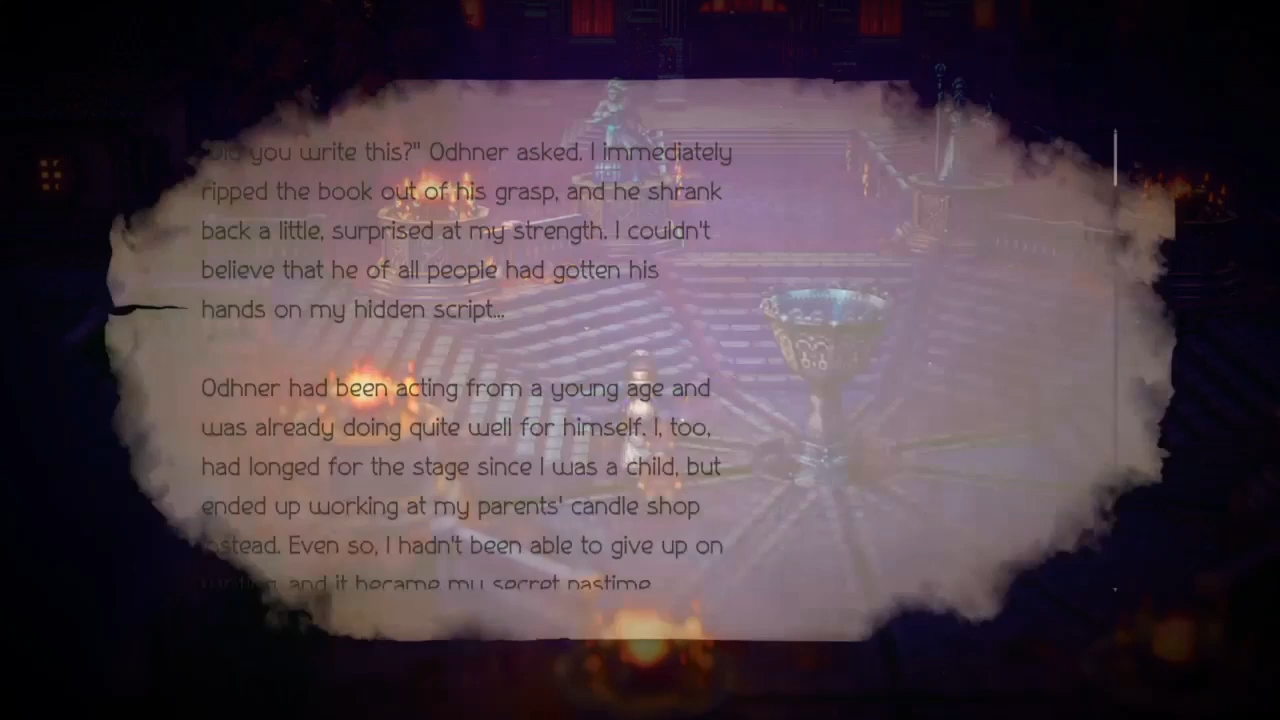 you write this?" Odhner asked. I immediately
ripped the book out of his grasp, and he shrank
back a little, surprised at my strength. I couldn't
believe that he of all people had gotten his
hands on my hidden script...
Odhner had been acting from a young age and
was already doing quite well for himself. I, too,
had longed for the stage since I was a child, but
ended up working at my parents' candle shop
instead. Even so, I hadn't been able to give up on
and it became my secret pastime